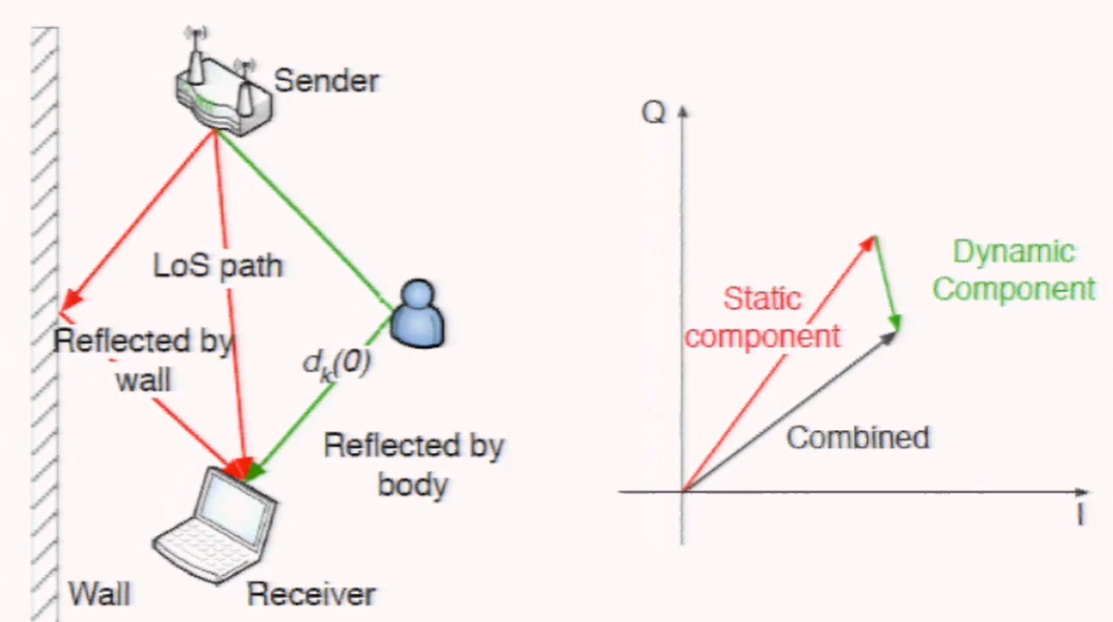 Sender
LoS path
Reflected by
wall
d_k(0)
Reflected by
body
Wall
Receiver
Q
Static
component
Dynamic
Component
Combined
I